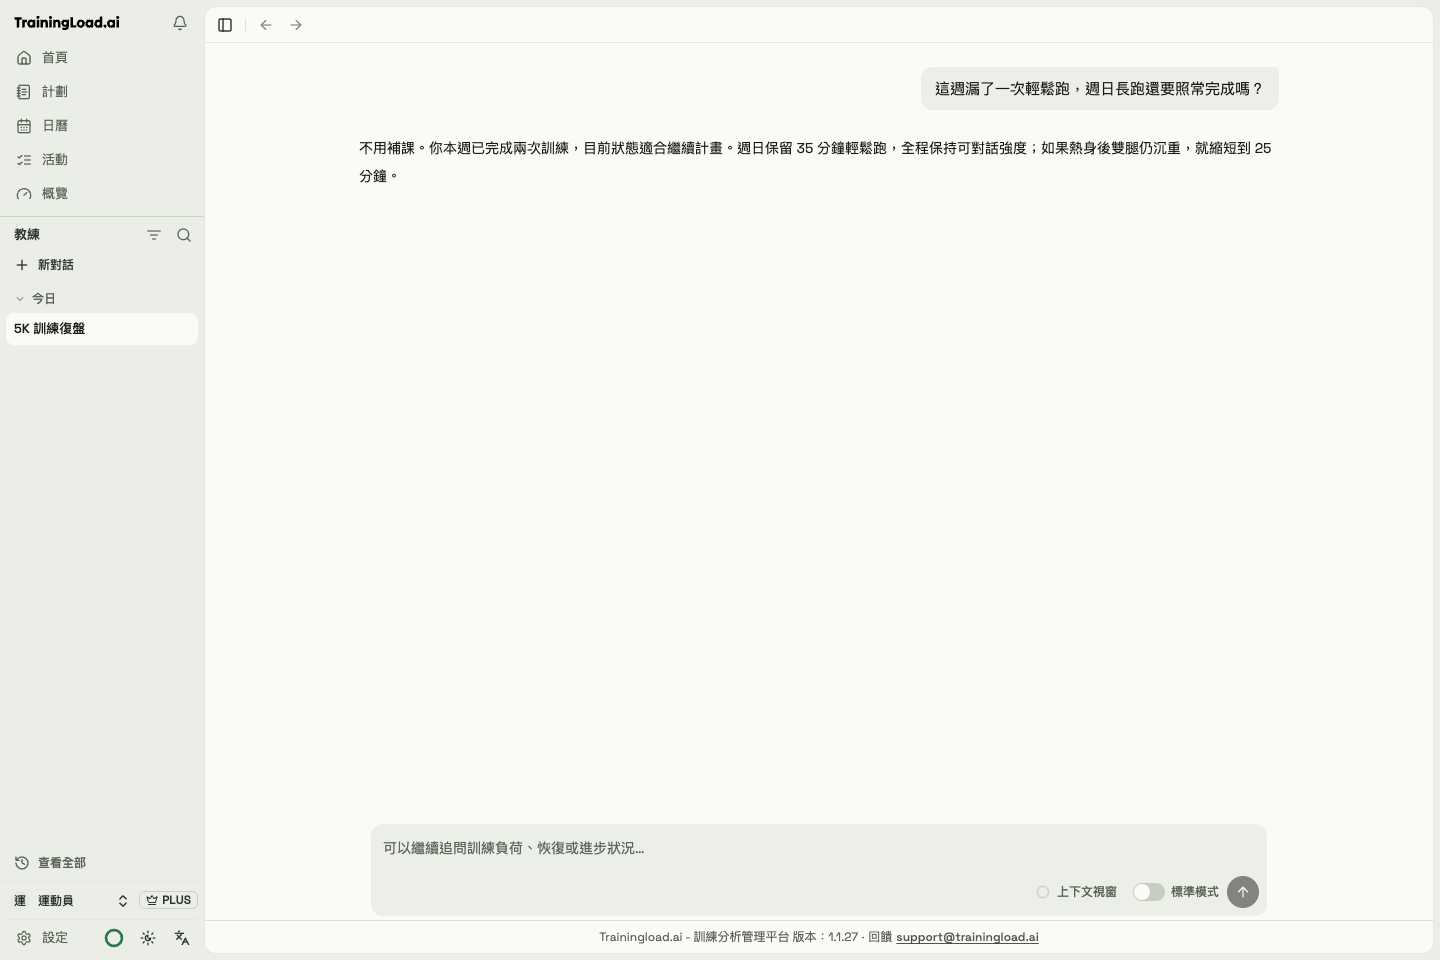 TrainingLoad.ai
首頁
計劃
日曆
活動
概覽
教練
新對話
今日
5K 訓練復盤
查看全部
運 運動員
PLUS
設定
這週漏了一次輕鬆跑，週日長跑還要照常完成嗎？
不用補課。你本週已完成兩次訓練，目前狀態適合繼續計畫。週日保留 35 分鐘輕鬆跑，全程保持可對話強度；如果熱身後雙腿仍沉重，就縮短到 25
分鐘。
可以繼續追問訓練負荷、恢復或進步狀況...
上下文視窗
標準模式
Trainingload.ai - 訓練分析管理平台 版本：1.1.27 · 回饋 support@trainingload.ai